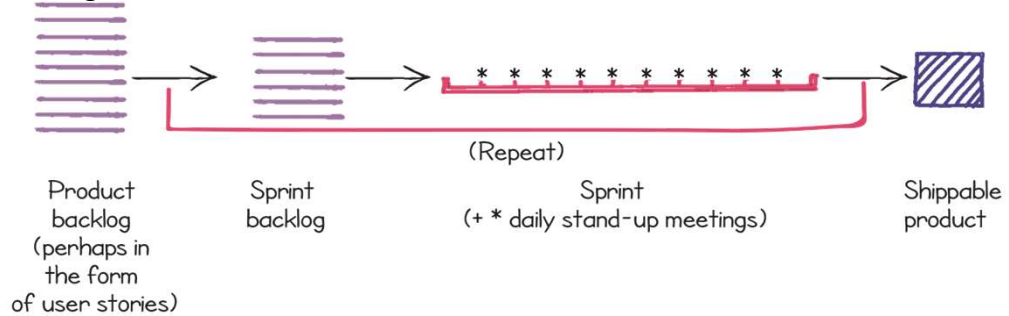 * * * * * * * * * *
(Repeat)
Product
backlog
(perhaps in
the form
of user stories)
Sprint
backlog
Sprint
(+ * daily stand-up meetings)
Shippable
product